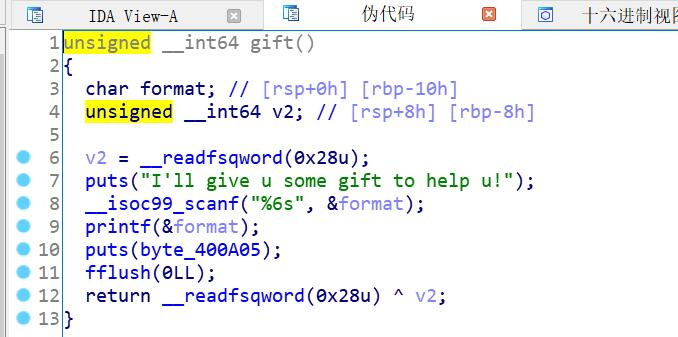 IDA View-A 伪代码 十六进制视图
1 unsigned __int64 gift()
2 {
3 char format; // [rsp+0h] [rbp-10h]
4 unsigned __int64 v2; // [rsp+8h] [rbp-8h]
5
6 v2 = __readfsqword(0x28u);
7 puts("I'll give u some gift to help u!");
8 __isoc99_scanf("%6s", &format);
9 printf(&format);
10 puts(byte_400A05);
11 fflush(0LL);
12 return __readfsqword(0x28u) ^ v2;
13 }